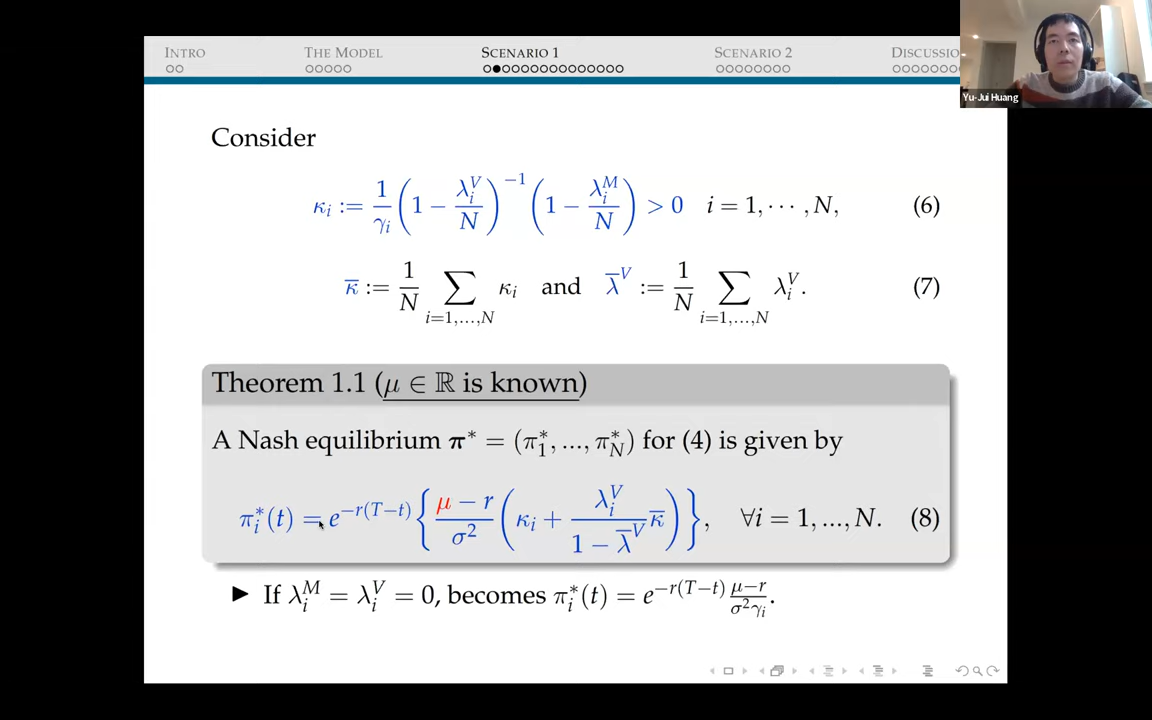 INTRO THE MODEL SCENARIO 1 SCENARIO 2 DISCUSSIO
Yu-Jui Huang
Consider
κ_i := 1/γ_i (1 − λ_i^V/N)^{−1} (1 − λ_i^M/N) > 0 i = 1, ⋯ , N, (6)
κ̄ := 1/N ∑_{i=1,...,N} κ_i and λ̄^V := 1/N ∑_{i=1,...,N} λ_i^V. (7)
Theorem 1.1 (μ ∈ ℝ is known)
A Nash equilibrium π* = (π_1^*, ..., π_N^*) for (4) is given by
π_i^*(t) = e^{−r(T−t)} { (μ − r)/σ^2 ( κ_i + λ_i^V/(1 − λ̄^V) κ̄ ) }, ∀i = 1, ..., N. (8)
▶ If λ_i^M = λ_i^V = 0, becomes π_i^*(t) = e^{−r(T−t)} (μ−r)/(σ^2 γ_i).